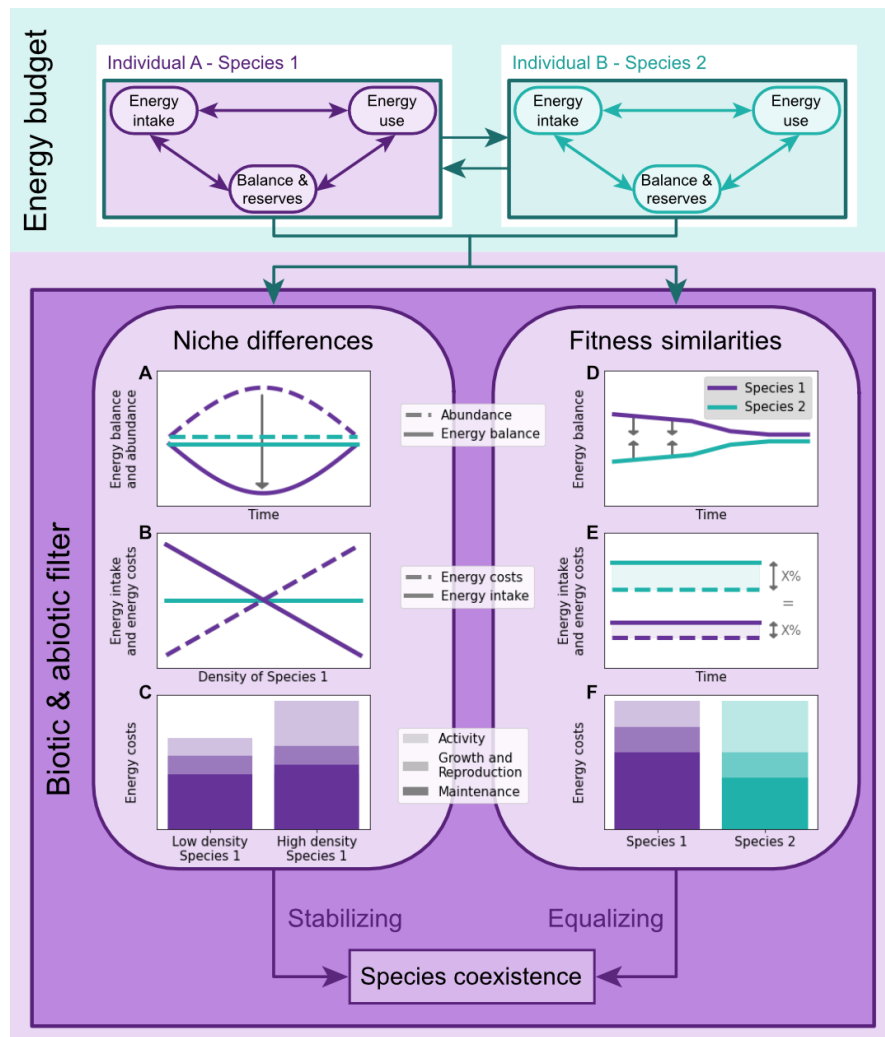 Energy budget
Individual A - Species 1
Energy
intake
Energy
use
Balance &
reserves
Individual B - Species 2
Energy
intake
Energy
use
Balance &
reserves
Biotic & abiotic filter
Niche differences
A
Energy balance
and abundance
Time
B
Energy intake
and energy costs
Density of Species 1
C
Energy costs
Low density
Species 1
High density
Species 1
Abundance
Energy balance
Energy costs
Energy intake
Activity
Growth and
Reproduction
Maintenance
Fitness similarities
D
Energy
balance
Species 1
Species 2
Time
E
Energy intake
and energy costs
X%
=
X%
Time
F
Energy costs
Species 1
Species 2
Stabilizing
Equalizing
Species coexistence